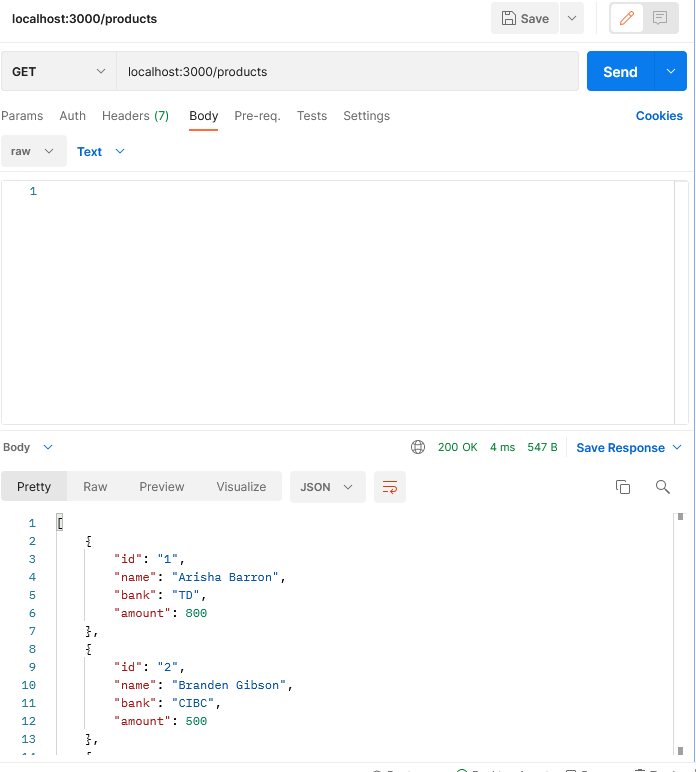 localhost:3000/products
Save
GET
localhost:3000/products
Send
Params Auth Headers (7) Body Pre-req. Tests Settings Cookies
raw Text
1
Body 200 OK 4 ms 547 B Save Response
Pretty Raw Preview Visualize JSON
1 [
2 {
3 "id": "1",
4 "name": "Arisha Barron",
5 "bank": "TD",
6 "amount": 800
7 },
8 {
9 "id": "2",
10 "name": "Branden Gibson",
11 "bank": "CIBC",
12 "amount": 500
13 },